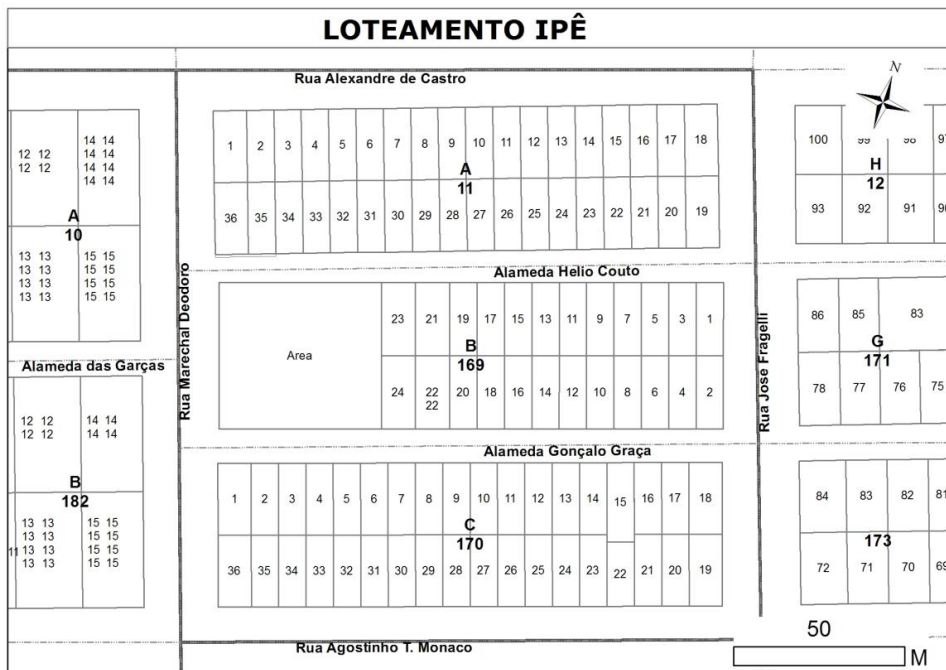 LOTEAMENTO IPÊ
Rua Alexandre de Castro
N
12 12
12 12
14 14
14 14
14 14
14 14
A
10
13 13
13 13
13 13
13 13
15 15
15 15
15 15
15 15
1 2 3 4 5 6 7 8 9 10 11 12 13 14 15 16 17 18
A
11
36 35 34 33 32 31 30 29 28 27 26 25 24 23 22 21 20 19
100 99 98 97
H
12
93 92 91 90
Alameda Helio Couto
Rua Marechal Deodoro
Rua Jose Fragelli
Alameda das Garças
Area
23 21 19 17 15 13 11 9 7 5 3 1
B
169
24 22 20 18 16 14 12 10 8 6 4 2
22
86 85 83
G
171
78 77 76 75
Alameda Gonçalo Graça
12 12
12 12
14 14
14 14
B
182
11
13 13
13 13
13 13
13 13
15 15
15 15
15 15
15 15
1 2 3 4 5 6 7 8 9 10 11 12 13 14 15 16 17 18
C
170
36 35 34 33 32 31 30 29 28 27 26 25 24 23 22 21 20 19
84 83 82 81
173
72 71 70 69
Rua Agostinho T. Monaco
50
M